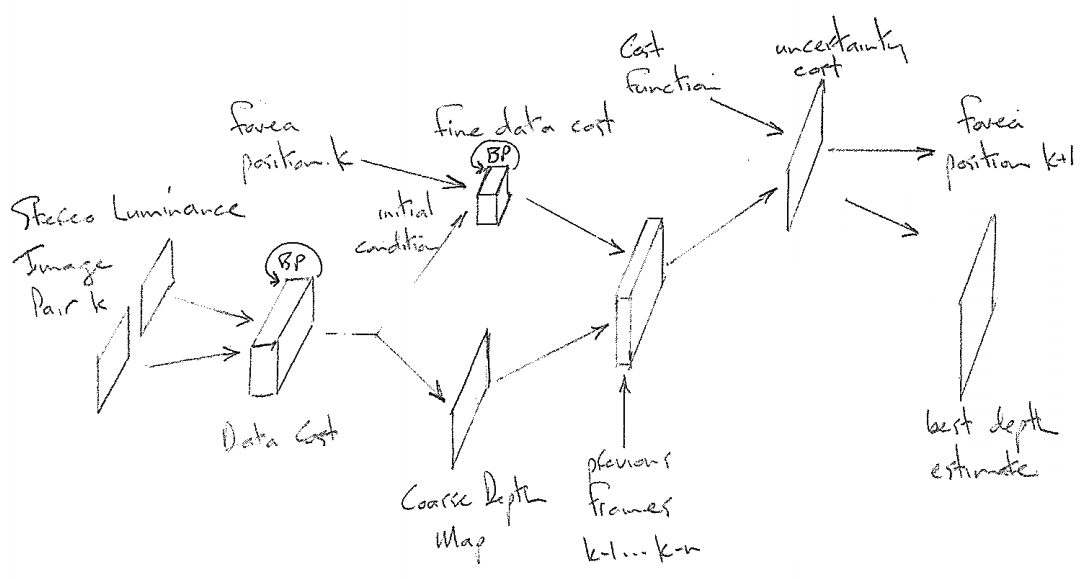 Stereo Luminance
Image
Pair k
fovea
position k
BP
Data Cost
initial
condition
fine data cost
BP
Coarse Depth
Map
previous
frames
k-1...k-n
Cost
function
uncertainty
cost
fovea
position k+1
best depth
estimate